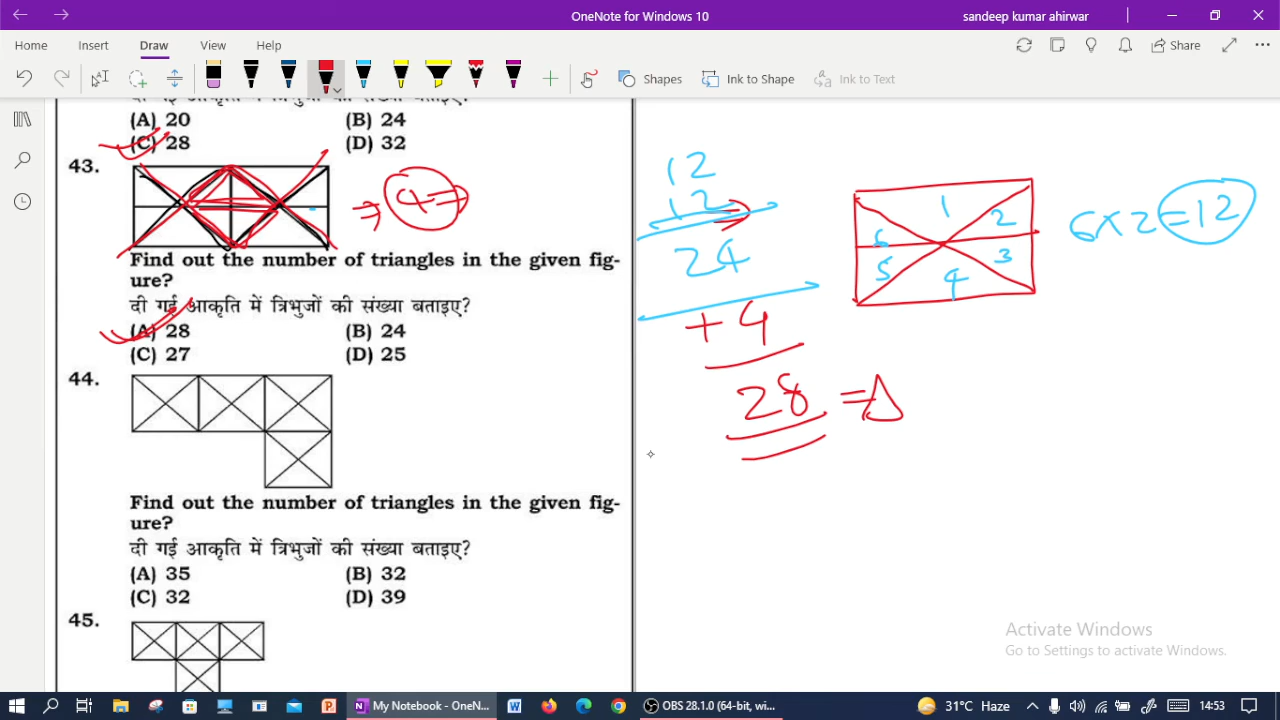 OneNote for Windows 10
sandeep kumar ahirwar
Home Insert Draw View Help
Share
Shapes
Ink to Shape
Ink to Text
दी गई आकृति में त्रिभुजों की संख्या बताइए?
(A) 20 (B) 24
(C) 28 (D) 32
43.
⇒ 4 ⇒
Find out the number of triangles in the given fig-
ure?
दी गई आकृति में त्रिभुजों की संख्या बताइए?
(A) 28 (B) 24
(C) 27 (D) 25
44.
Find out the number of triangles in the given fig-
ure?
दी गई आकृति में त्रिभुजों की संख्या बताइए?
(A) 35 (B) 32
(C) 32 (D) 39
45.
12
12 ⇒
24
+ 4
28 = Δ
1
2
6
3
5
4
6×2=12
Activate Windows
Go to Settings to activate Windows.
My Notebook - OneN...
OBS 28.1.0 (64-bit, wi...
31°C Haze
ENG
14:53